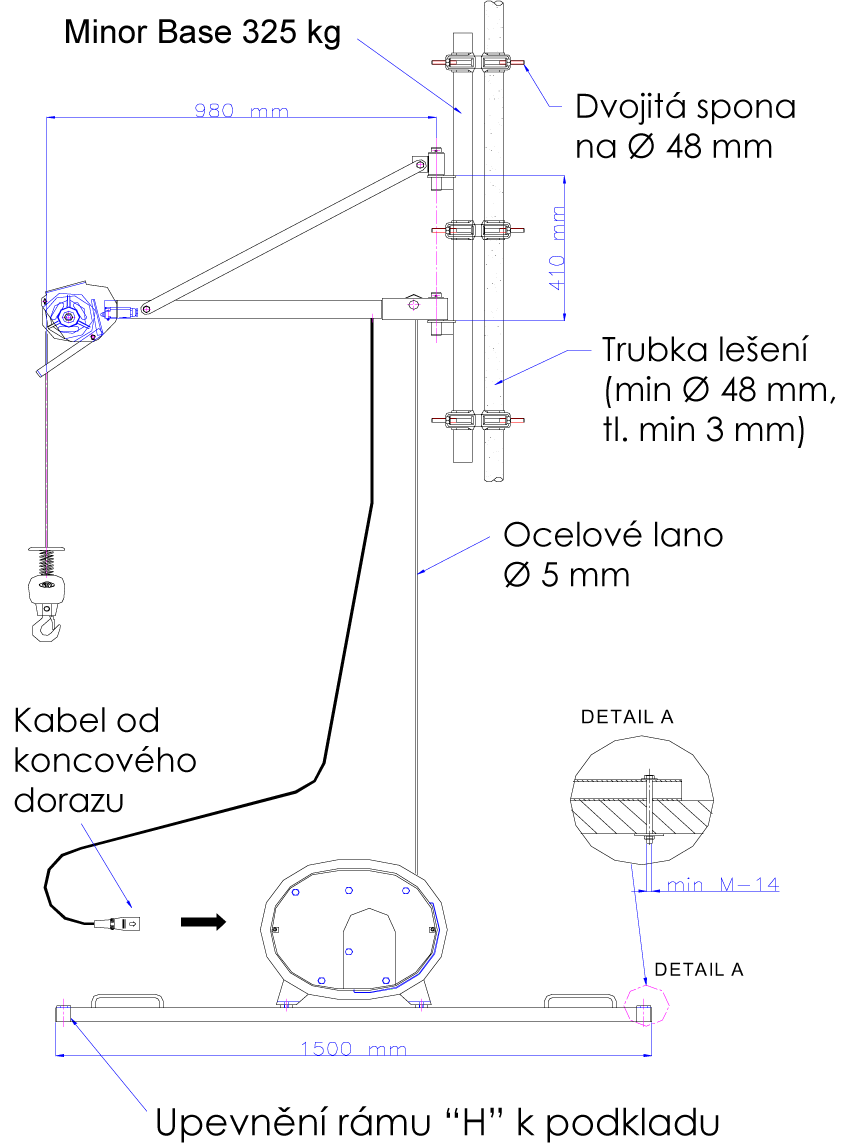 Minor Base 325 kg
Dvojitá spona
na Ø 48 mm
980 mm
410 mm
Trubka lešení
(min Ø 48 mm,
tl. min 3 mm)
Ocelové lano
Ø 5 mm
Kabel od
koncového
dorazu
DETAIL A
min M-14
DETAIL A
1500 mm
Upevnění rámu “H” k podkladu